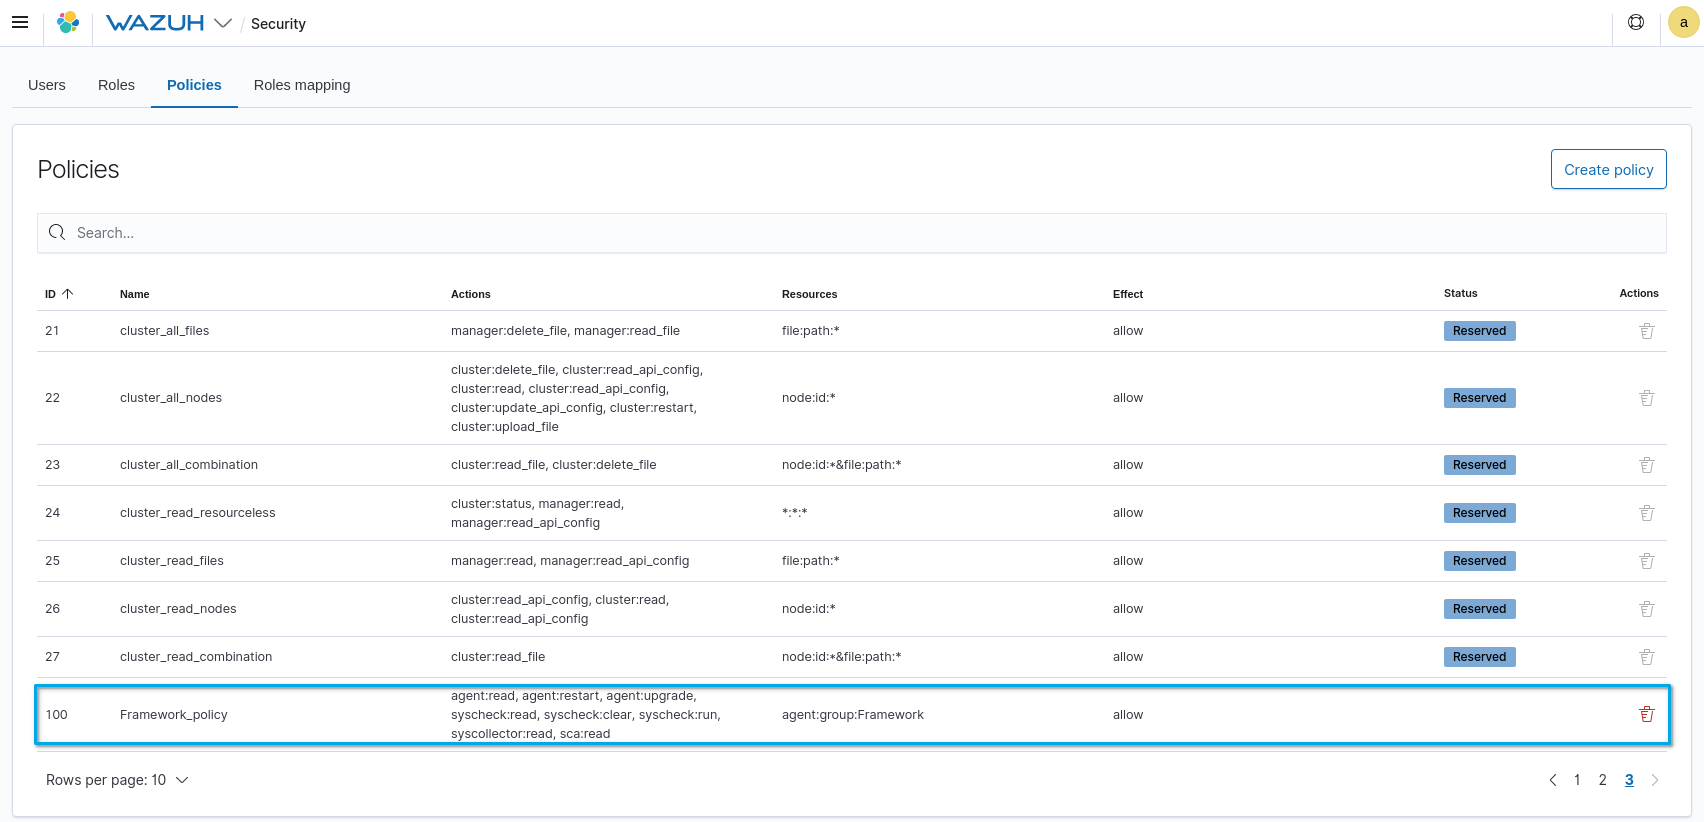 WAZUH / Security a
Users Roles Policies Roles mapping
Policies
Create policy
Search...
ID Name Actions Resources Effect Status Actions
21 cluster_all_files manager:delete_file, manager:read_file file:path:* allow Reserved
22 cluster_all_nodes cluster:delete_file, cluster:read_api_config,
cluster:read, cluster:read_api_config,
cluster:update_api_config, cluster:restart,
cluster:upload_file node:id:* allow Reserved
23 cluster_all_combination cluster:read_file, cluster:delete_file node:id:*&file:path:* allow Reserved
24 cluster_read_resourceless cluster:status, manager:read,
manager:read_api_config *:*:* allow Reserved
25 cluster_read_files manager:read, manager:read_api_config file:path:* allow Reserved
26 cluster_read_nodes cluster:read_api_config, cluster:read,
cluster:read_api_config node:id:* allow Reserved
27 cluster_read_combination cluster:read_file node:id:*&file:path:* allow Reserved
100 Framework_policy agent:read, agent:restart, agent:upgrade,
syscheck:read, syscheck:clear, syscheck:run,
syscollector:read, sca:read agent:group:Framework allow
Rows per page: 10 1 2 3